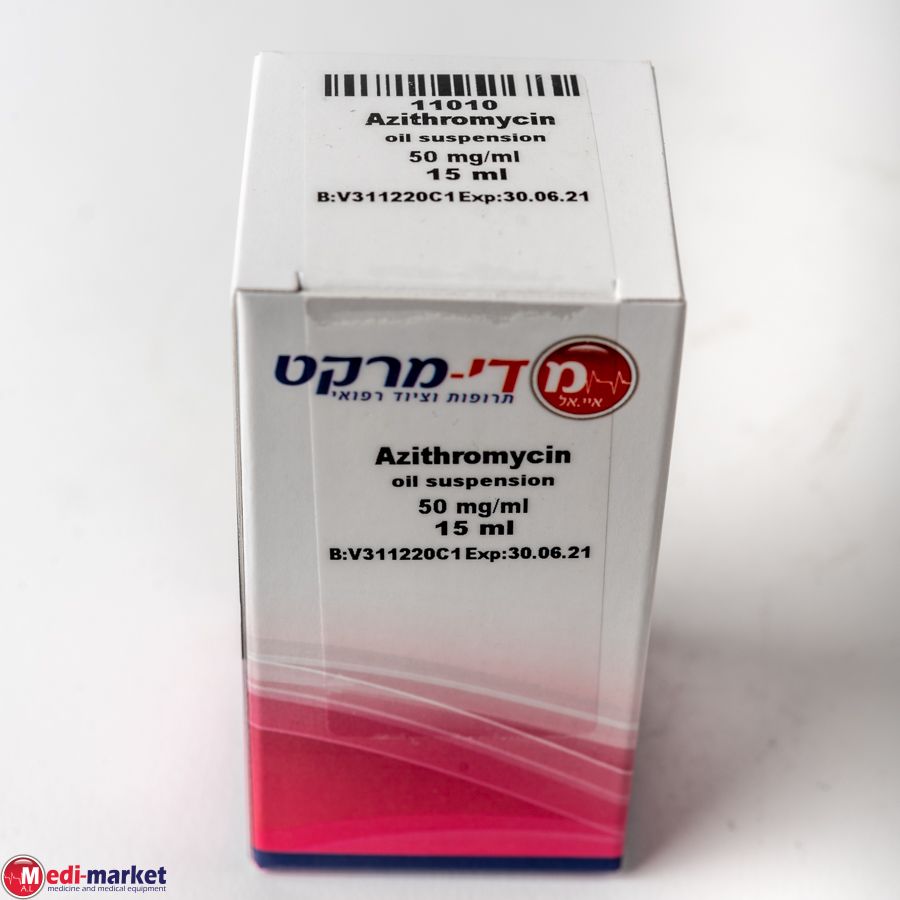 11010
Azithromycin
oil suspension
50 mg/ml
15 ml
B:V311220C1 Exp:30.06.21
די-מרקט
מ
איי.אל
תרופות וציוד רפואי
Azithromycin
oil suspension
50 mg/ml
15 ml
B:V311220C1 Exp:30.06.21
Medi-market
A.L
medicine and medical equipment